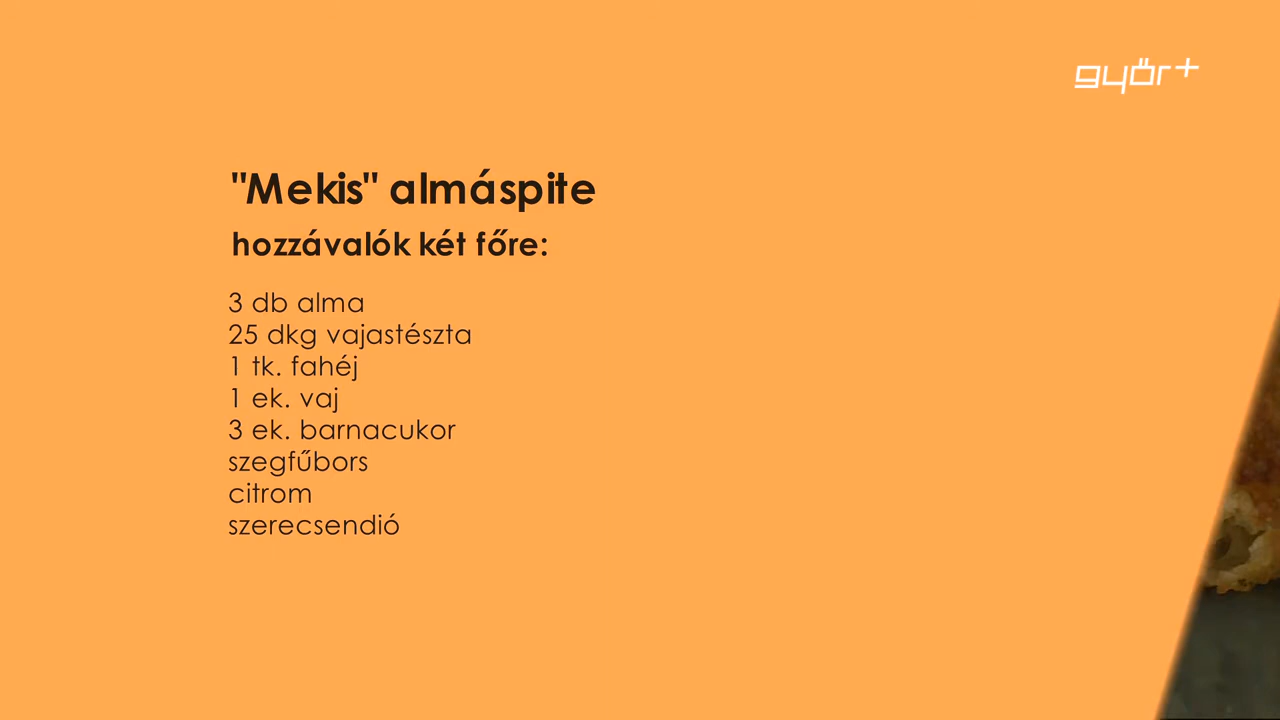 győr+
"Mekis" almáspite
hozzávalók két főre:
3 db alma
25 dkg vajastészta
1 tk. fahéj
1 ek. vaj
3 ek. barnacukor
szegfűbors
citrom
szerecsendió